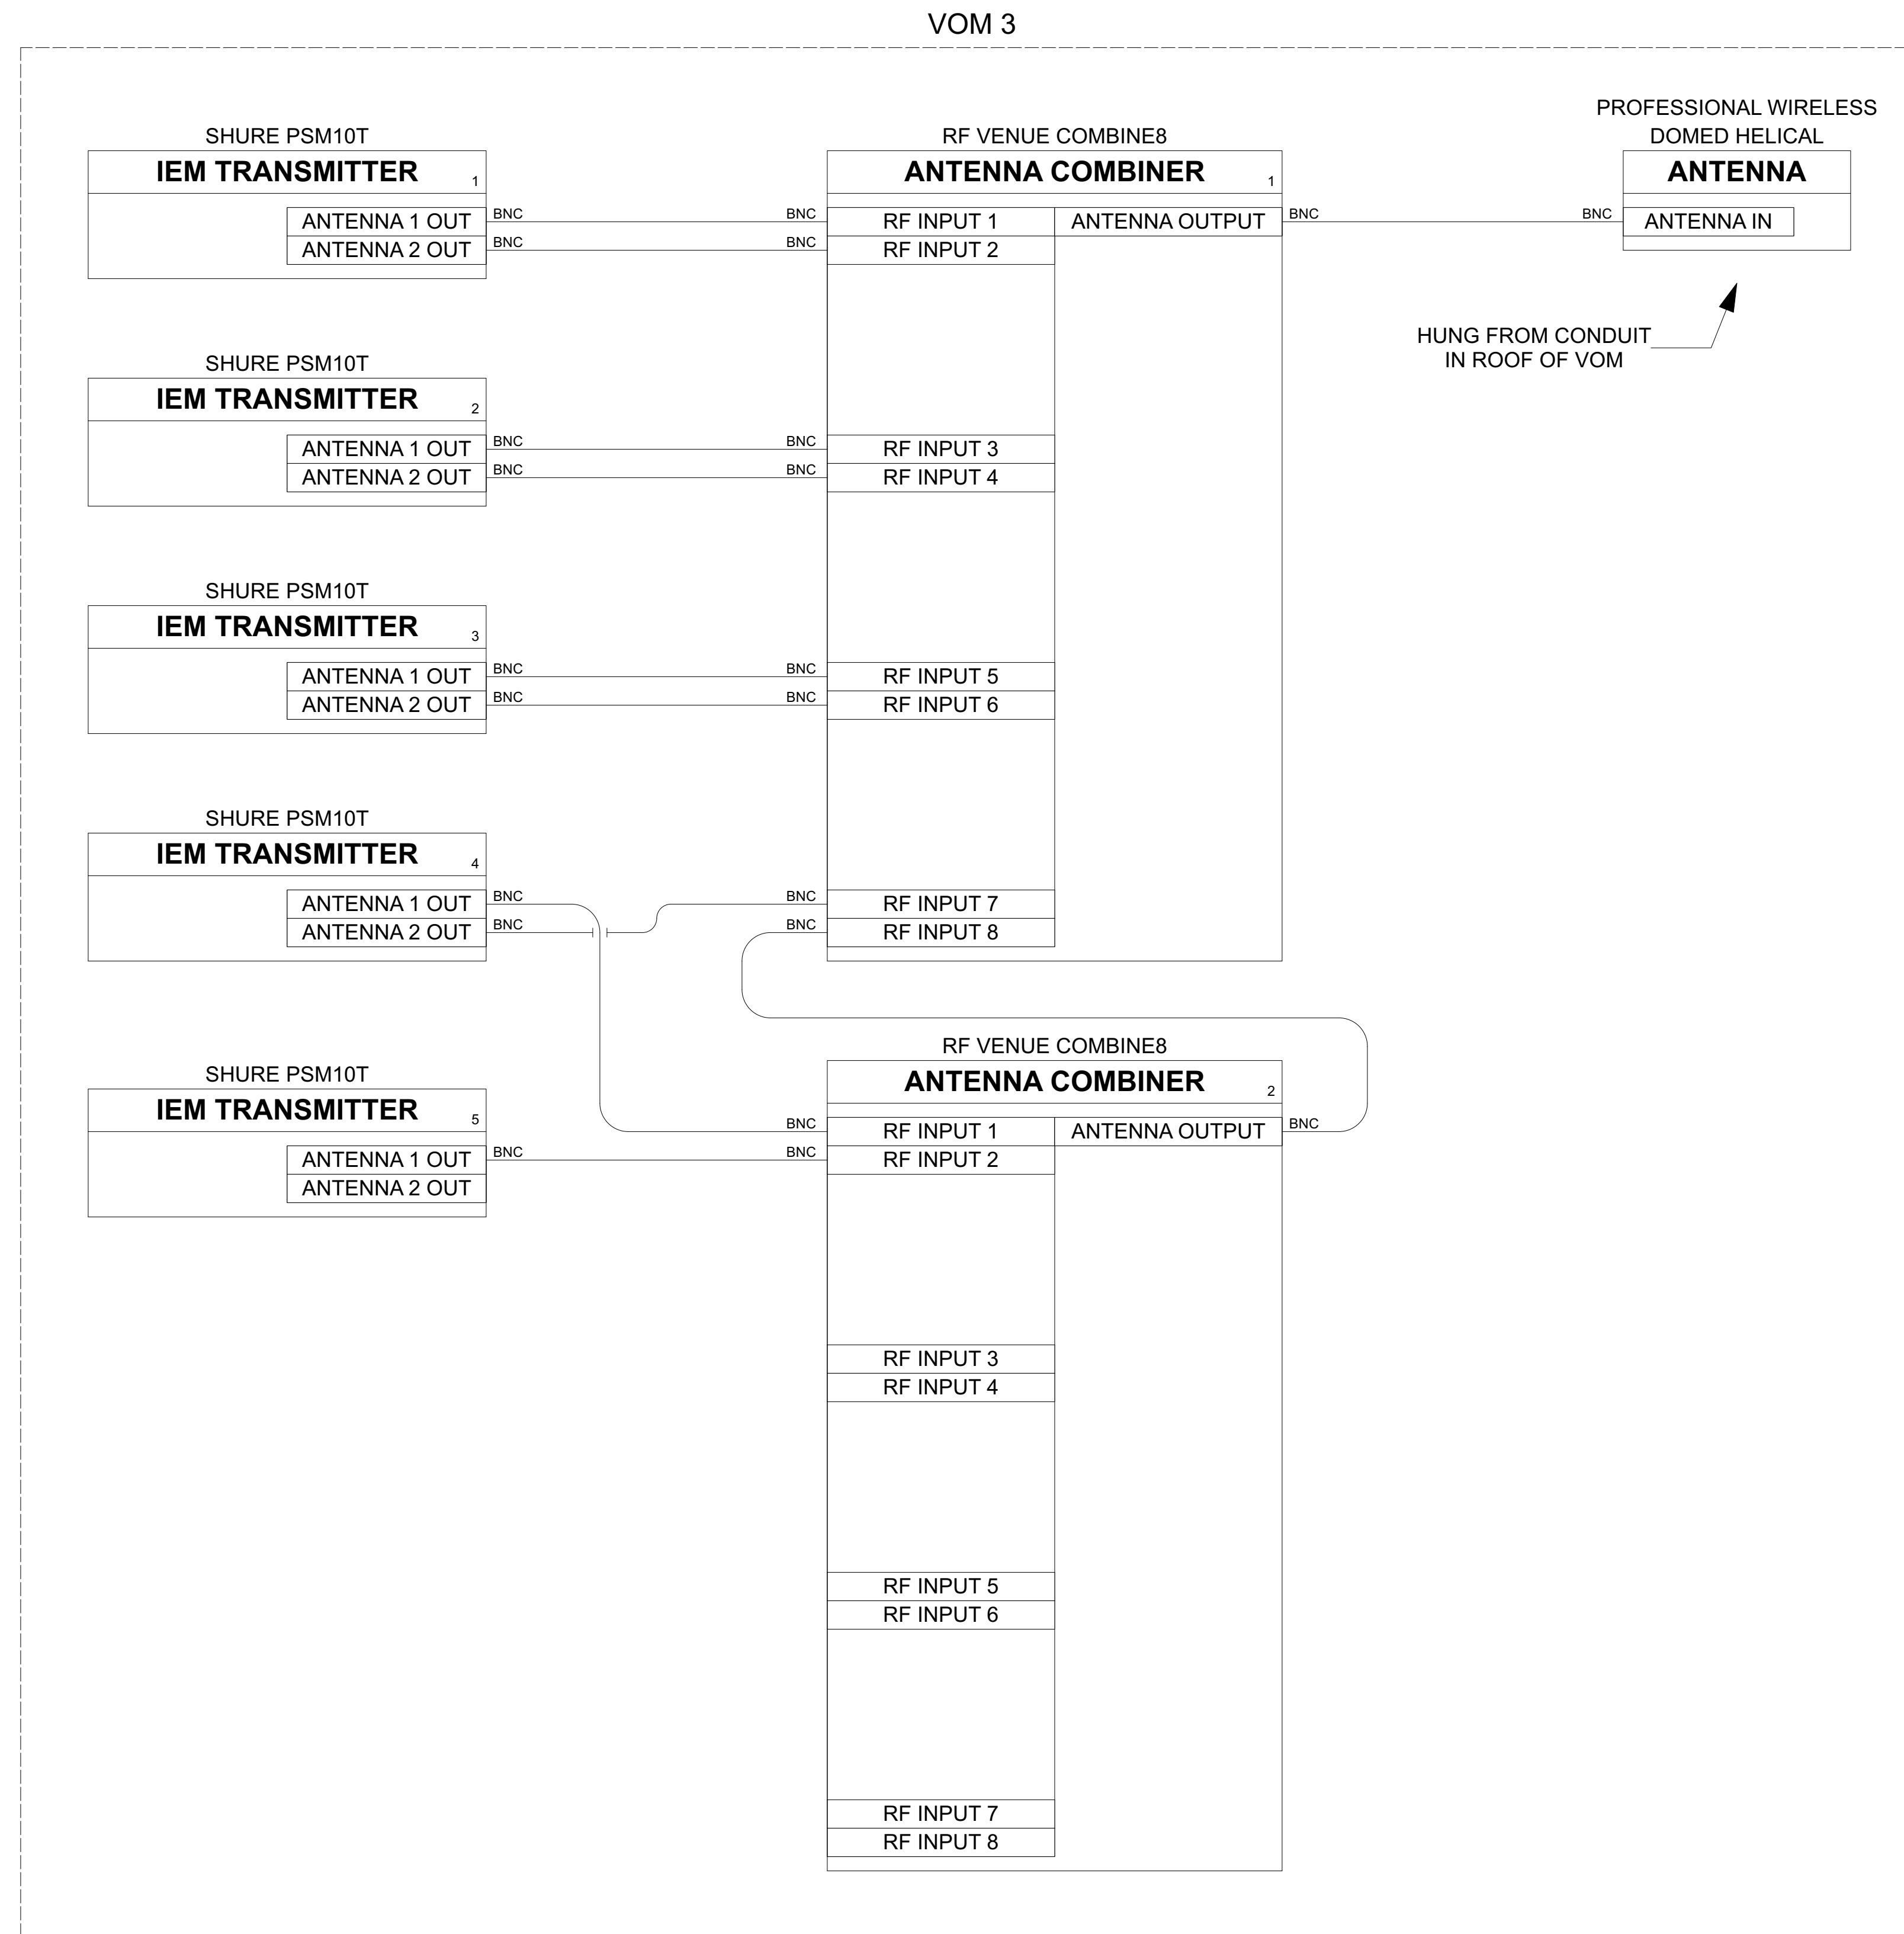 VOM 3
SHURE PSM10T
IEM TRANSMITTER 1
ANTENNA 1 OUT BNC
ANTENNA 2 OUT BNC
RF VENUE COMBINE8
ANTENNA COMBINER 1
BNC RF INPUT 1 ANTENNA OUTPUT BNC
BNC RF INPUT 2
PROFESSIONAL WIRELESS
DOMED HELICAL
ANTENNA
BNC ANTENNA IN
HUNG FROM CONDUIT
IN ROOF OF VOM
SHURE PSM10T
IEM TRANSMITTER 2
ANTENNA 1 OUT BNC
ANTENNA 2 OUT BNC
BNC RF INPUT 3
BNC RF INPUT 4
SHURE PSM10T
IEM TRANSMITTER 3
ANTENNA 1 OUT BNC
ANTENNA 2 OUT BNC
BNC RF INPUT 5
BNC RF INPUT 6
SHURE PSM10T
IEM TRANSMITTER 4
ANTENNA 1 OUT BNC
ANTENNA 2 OUT BNC
BNC RF INPUT 7
BNC RF INPUT 8
SHURE PSM10T
IEM TRANSMITTER 5
ANTENNA 1 OUT BNC
ANTENNA 2 OUT
RF VENUE COMBINE8
ANTENNA COMBINER 2
BNC RF INPUT 1 ANTENNA OUTPUT BNC
BNC RF INPUT 2
RF INPUT 3
RF INPUT 4
RF INPUT 5
RF INPUT 6
RF INPUT 7
RF INPUT 8